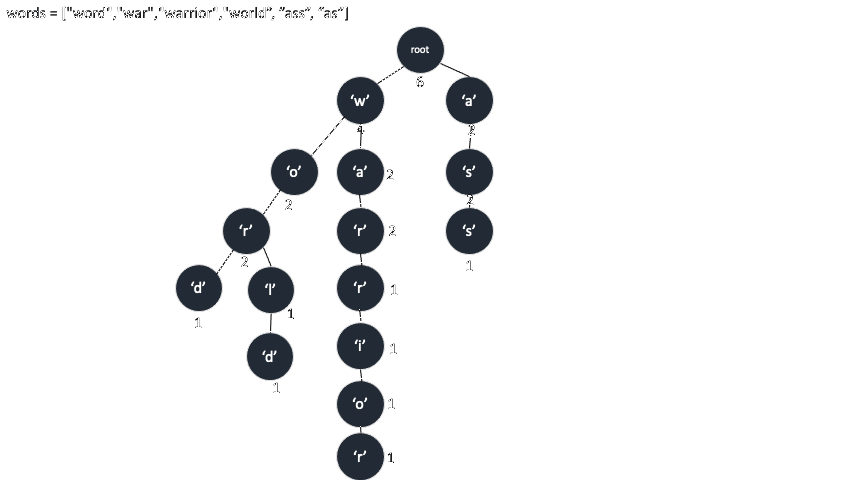 words = ["word","war","warrior","world", "ass", "as"]
root
6
'w'
'a'
4
2
'o'
'a'
2
's'
2
2
'r'
'r'
2
's'
2
1
'd'
'l'
'r'
1
1
1
'd'
'i'
1
1
'o'
1
'r'
1